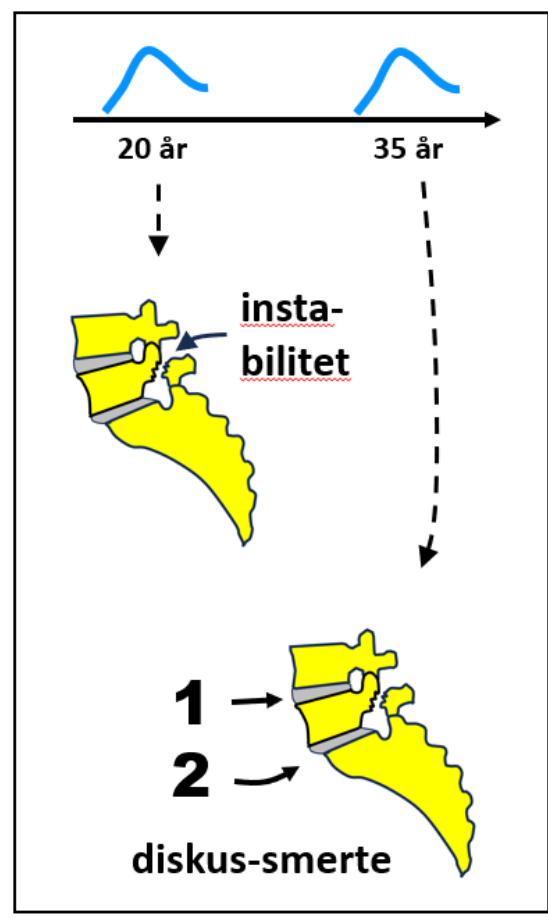 20 år
35 år
insta-
bilitet
1
2
diskus-smerte